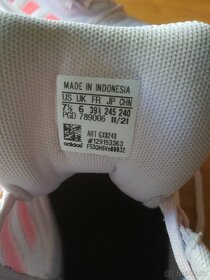 MADE IN INDONESIA
US UK FR JP CHN
7½ 6 39⅓ 245 240
PGD 789006 11/21
ART GX8248
#129153363
adidas